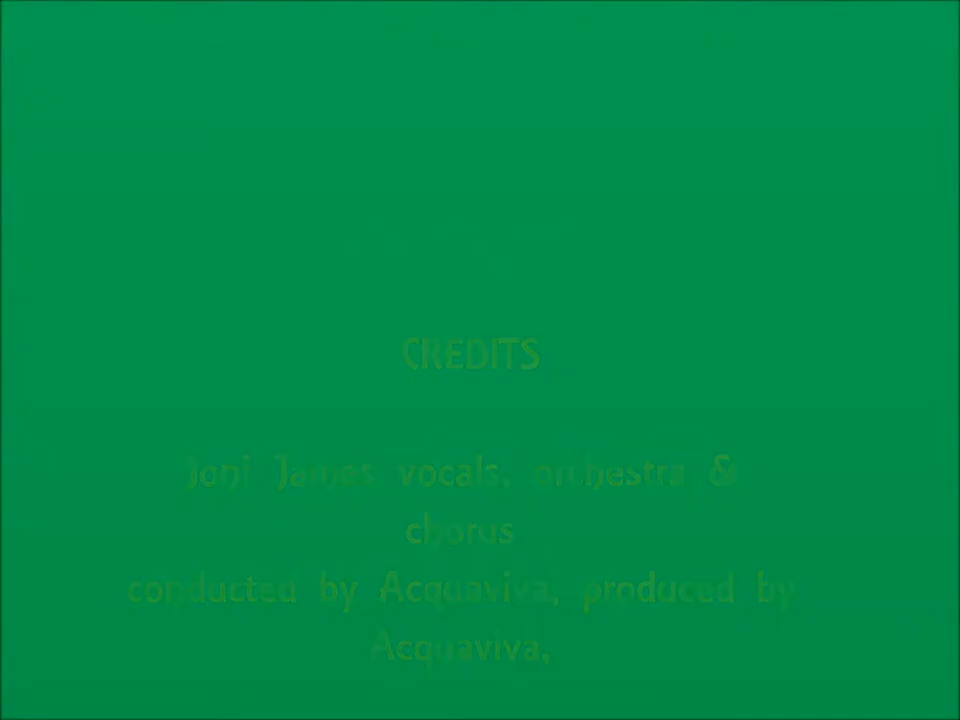 CREDITS
Joni James vocals, orchestra &
chorus
conducted by Acquaviva, produced by
Acquaviva,